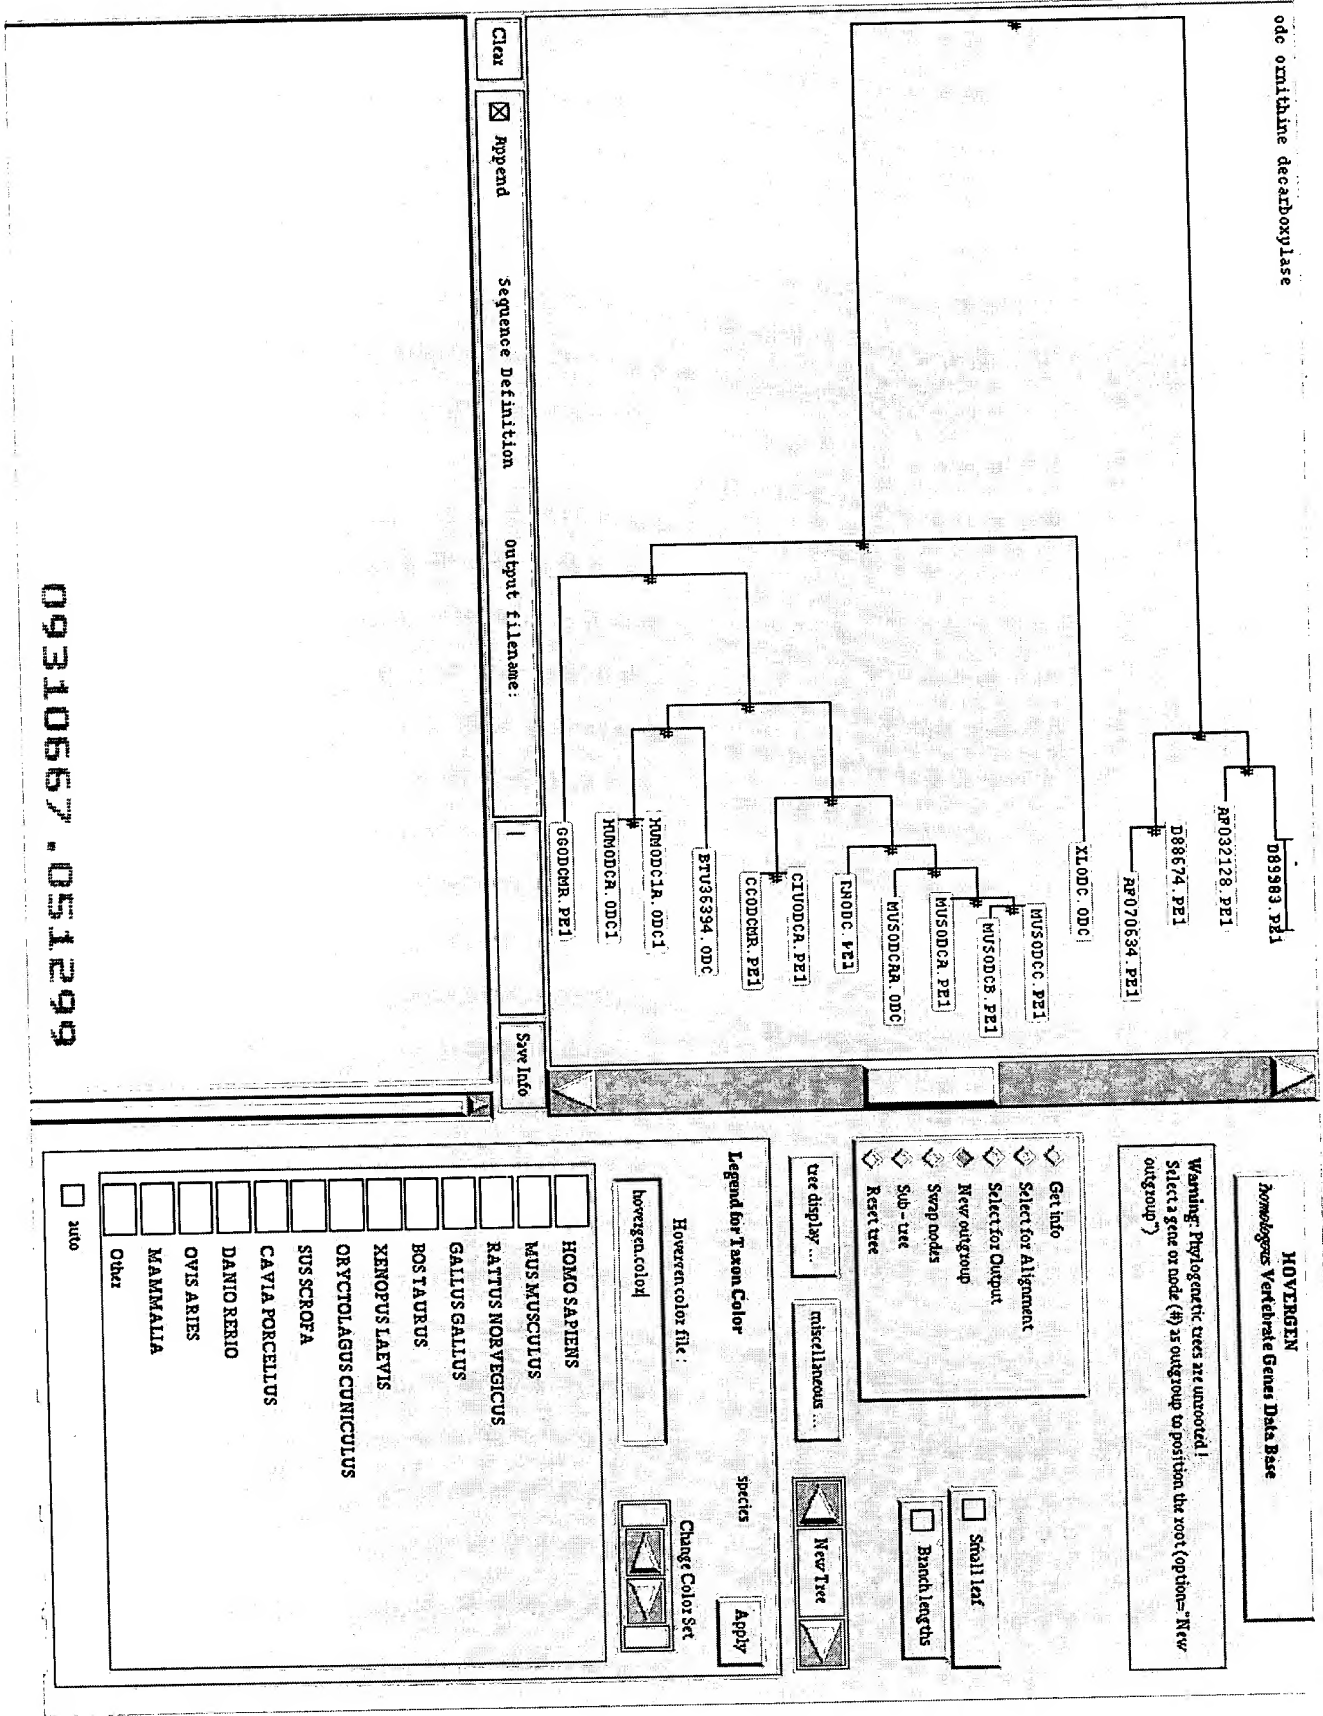 odc ornithine decarboxylase
D89983.PE1
AF032128.PE1
D88674.PE1
AF070634.PE1
XLODC.ODC
MUSODCC.PE1
MUSODCB.PE1
MUSODCA.PE1
MUSODCAA.ODC
RNODC.PE1
CIUODCA.PE1
CGODCMR.PE1
BTU36394.ODC
HUMODC1A.ODC1
HUMODCA.ODC1
GGODCMR.PE1
Clear
Append
Sequence Definition
output filename:
Save Info
HOVERGEN
homologous Vertebrate Genes Data Base
Warning: Phylogenetic trees are unrooted!
Select a gene or node (#) as outgroup to position the root (option="New
outgroup")
Get info
Select for Alignment
Select for Output
New outgroup
Swap nodes
Sub-tree
Reset tree
Small leaf
Branch lengths
tree display ...
miscellaneous ...
New Tree
Legend for Taxon Color
species
Apply
Hovergen color file :
Change Color Set
hovergen.color
HOMO SAPIENS
MUS MUSCULUS
RATTUS NORVEGICUS
GALLUS GALLUS
BOS TAURUS
XENOPUS LAEVIS
ORYCTOLAGUS CUNICULUS
SUS SCROFA
CAVIA PORCELLUS
DANIO RERIO
OVIS ARIES
MAMMALIA
Other
auto
09310667.051299